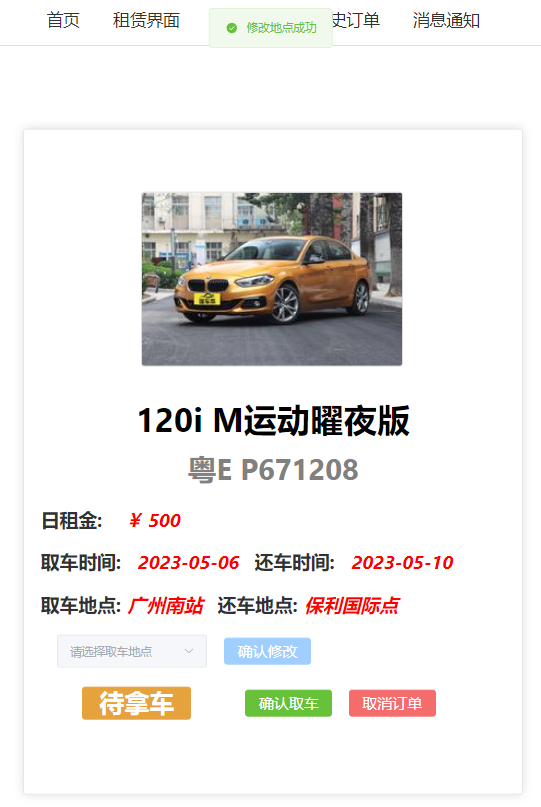 首页 租赁界面 史订单 消息通知
修改地点成功
120i M运动曜夜版
粤E P671208
日租金: ￥ 500
取车时间: 2023-05-06 还车时间: 2023-05-10
取车地点: 广州南站 还车地点: 保利国际点
请选择取车地点 确认修改
待拿车 确认取车 取消订单